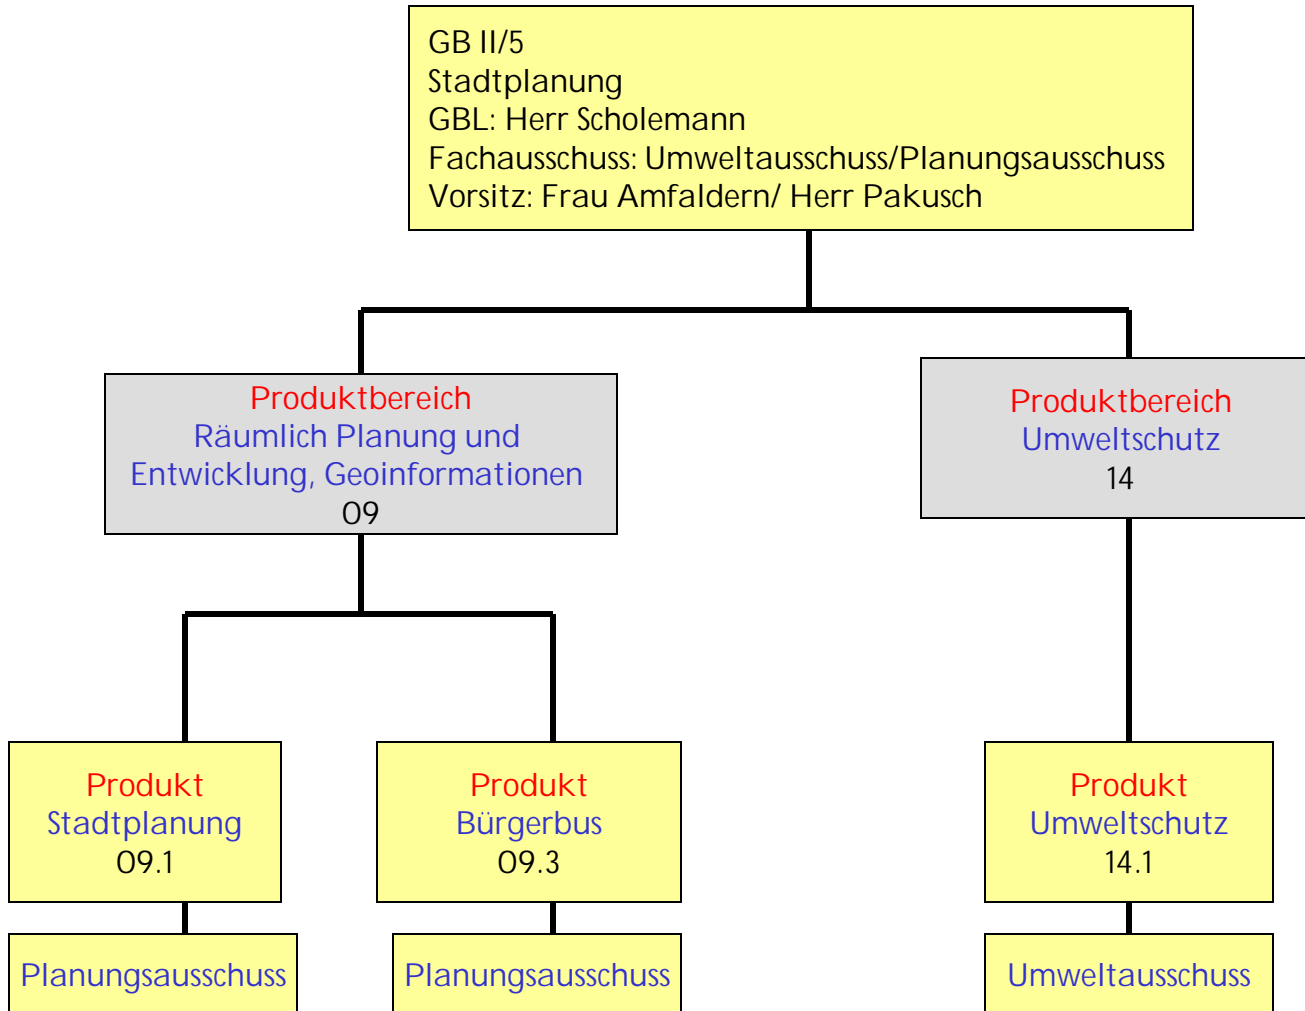 GB II/5
Stadtplanung
GBL: Herr Scholemann
Fachausschuss: Umweltausschuss/Planungsausschuss
Vorsitz: Frau Amfaldern/ Herr Pakusch
Produktbereich
Räumlich Planung und
Entwicklung, Geoinformationen
09
Produktbereich
Umweltschutz
14
Produkt
Stadtplanung
09.1
Produkt
Bürgerbus
09.3
Produkt
Umweltschutz
14.1
Planungsausschuss
Planungsausschuss
Umweltausschuss